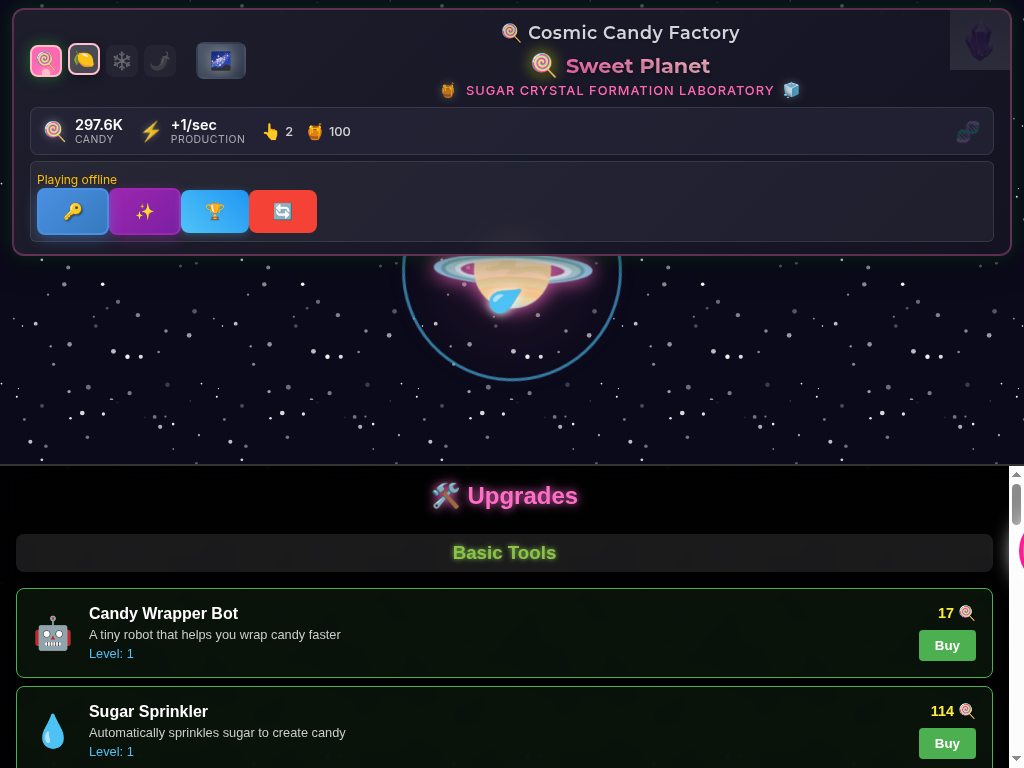 Cosmic Candy Factory
Sweet Planet
SUGAR CRYSTAL FORMATION LABORATORY
297.6K
CANDY
+1/sec
PRODUCTION
2
100
Playing offline
Upgrades
Basic Tools
Candy Wrapper Bot
A tiny robot that helps you wrap candy faster
Level: 1
17
Buy
Sugar Sprinkler
Automatically sprinkles sugar to create candy
Level: 1
114
Buy